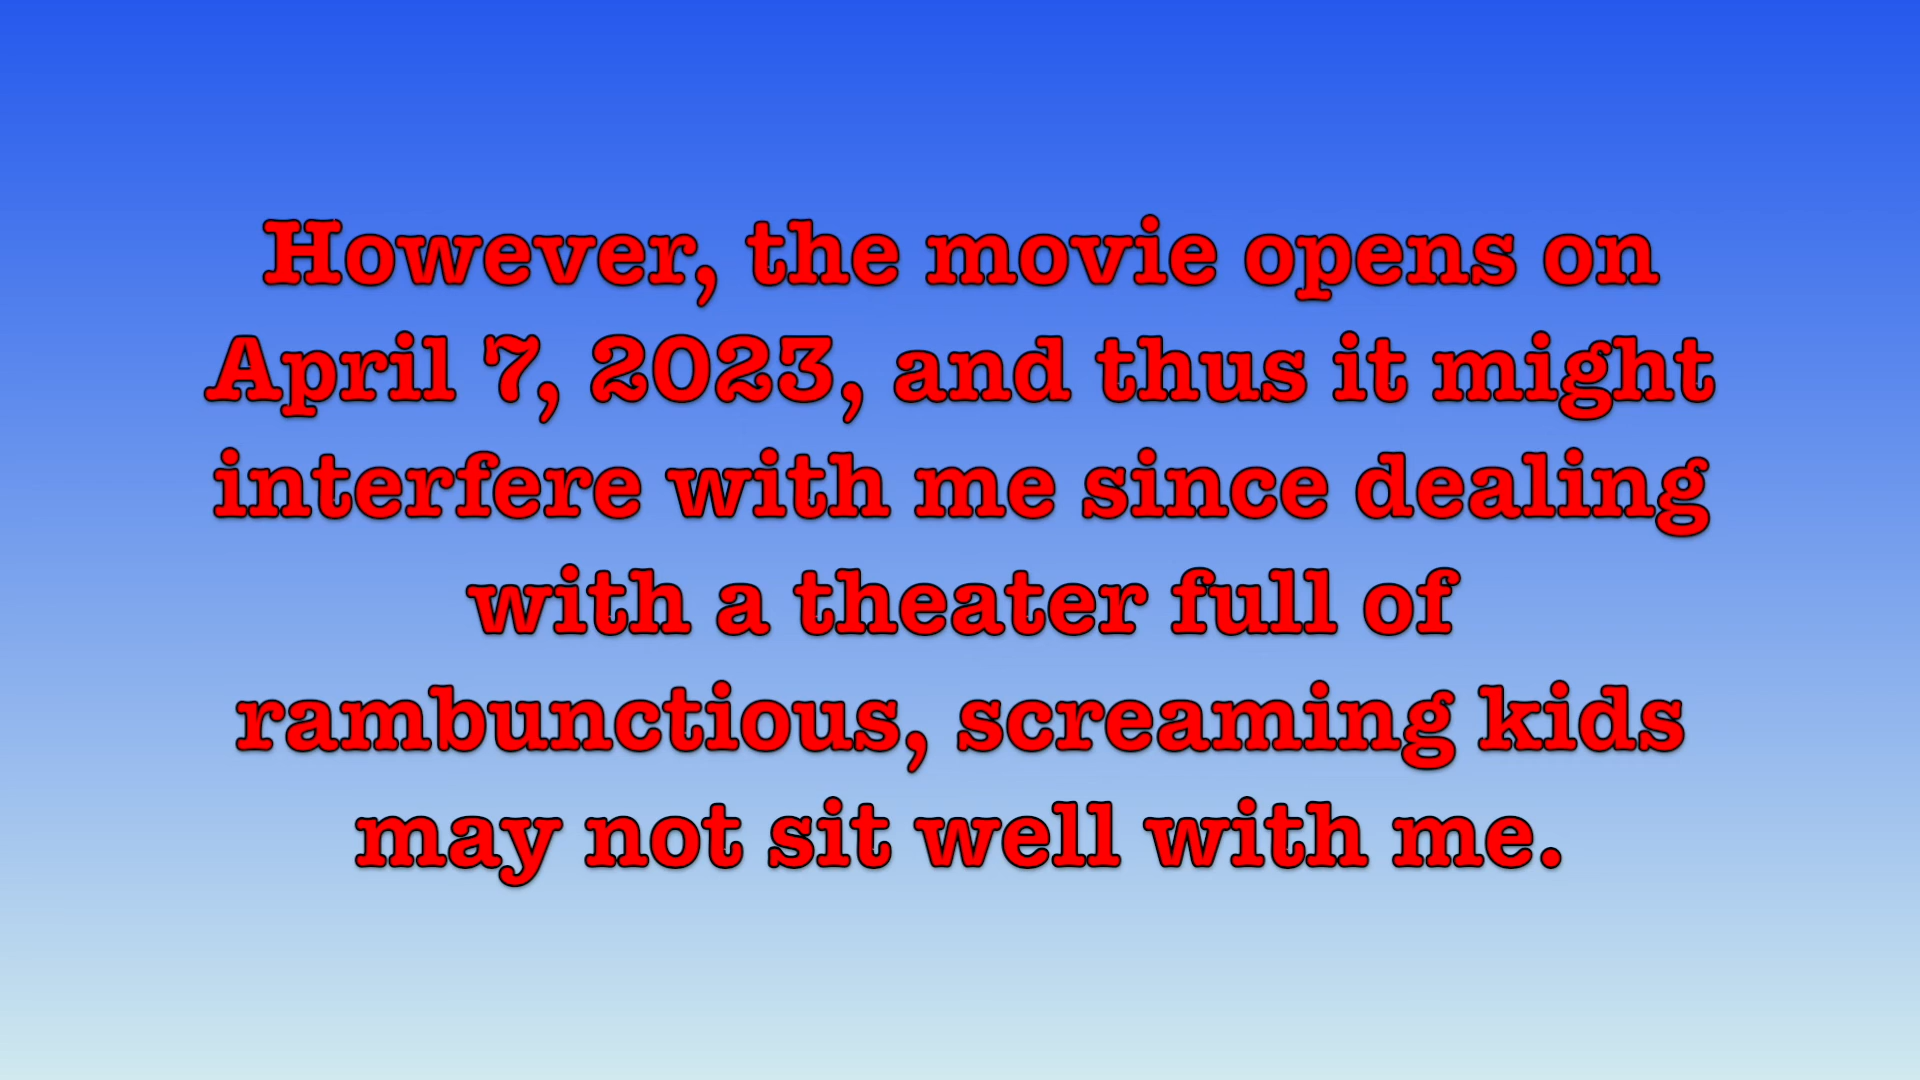 However, the movie opens on
April 7, 2023, and thus it might
interfere with me since dealing
with a theater full of
rambunctious, screaming kids
may not sit well with me.